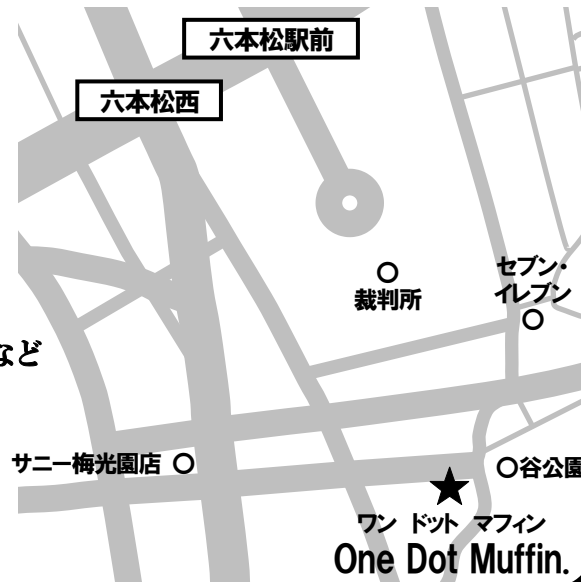 六本松駅前
六本松西
セブン・
イレブン
裁判所
など
サニー梅光園店
谷公園
ワン ドット マフィン
One Dot Muffin.